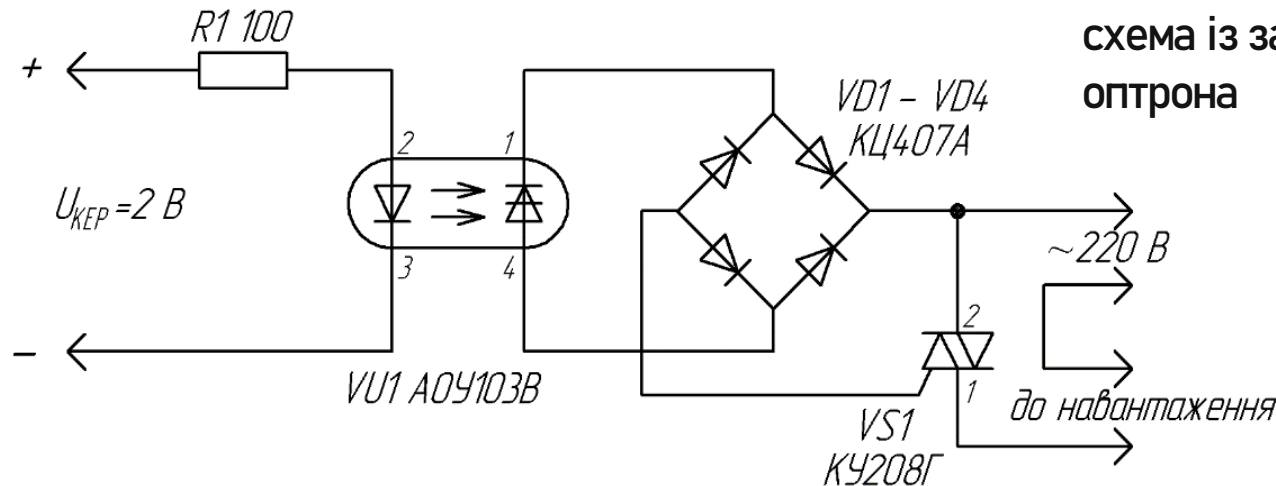 схема із за
оптрона
R1 100
+
VD1 – VD4
КЦ407А
2
1
U КЕР = 2 В
~220 В
3
4
2
–
VU1 АОУ103В
1
до навантаження
VS1
КУ208Г